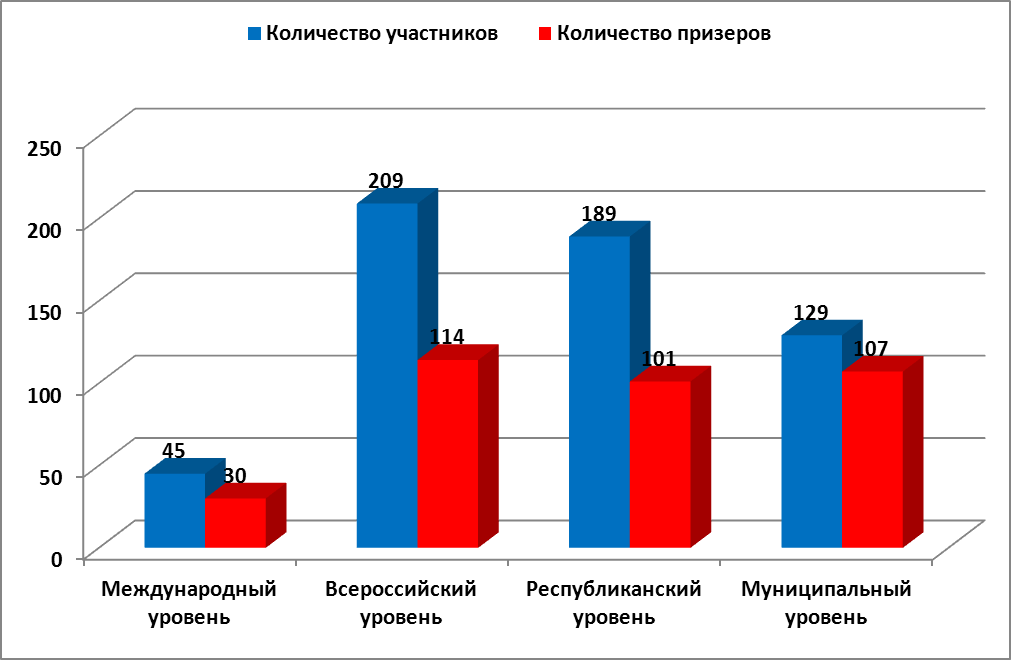 Количество участников Количество призеров
250
200
150
100
50
0
209
114
189
101
129
107
45
30
Международный уровень
Всероссийский уровень
Республиканский уровень
Муниципальный уровень